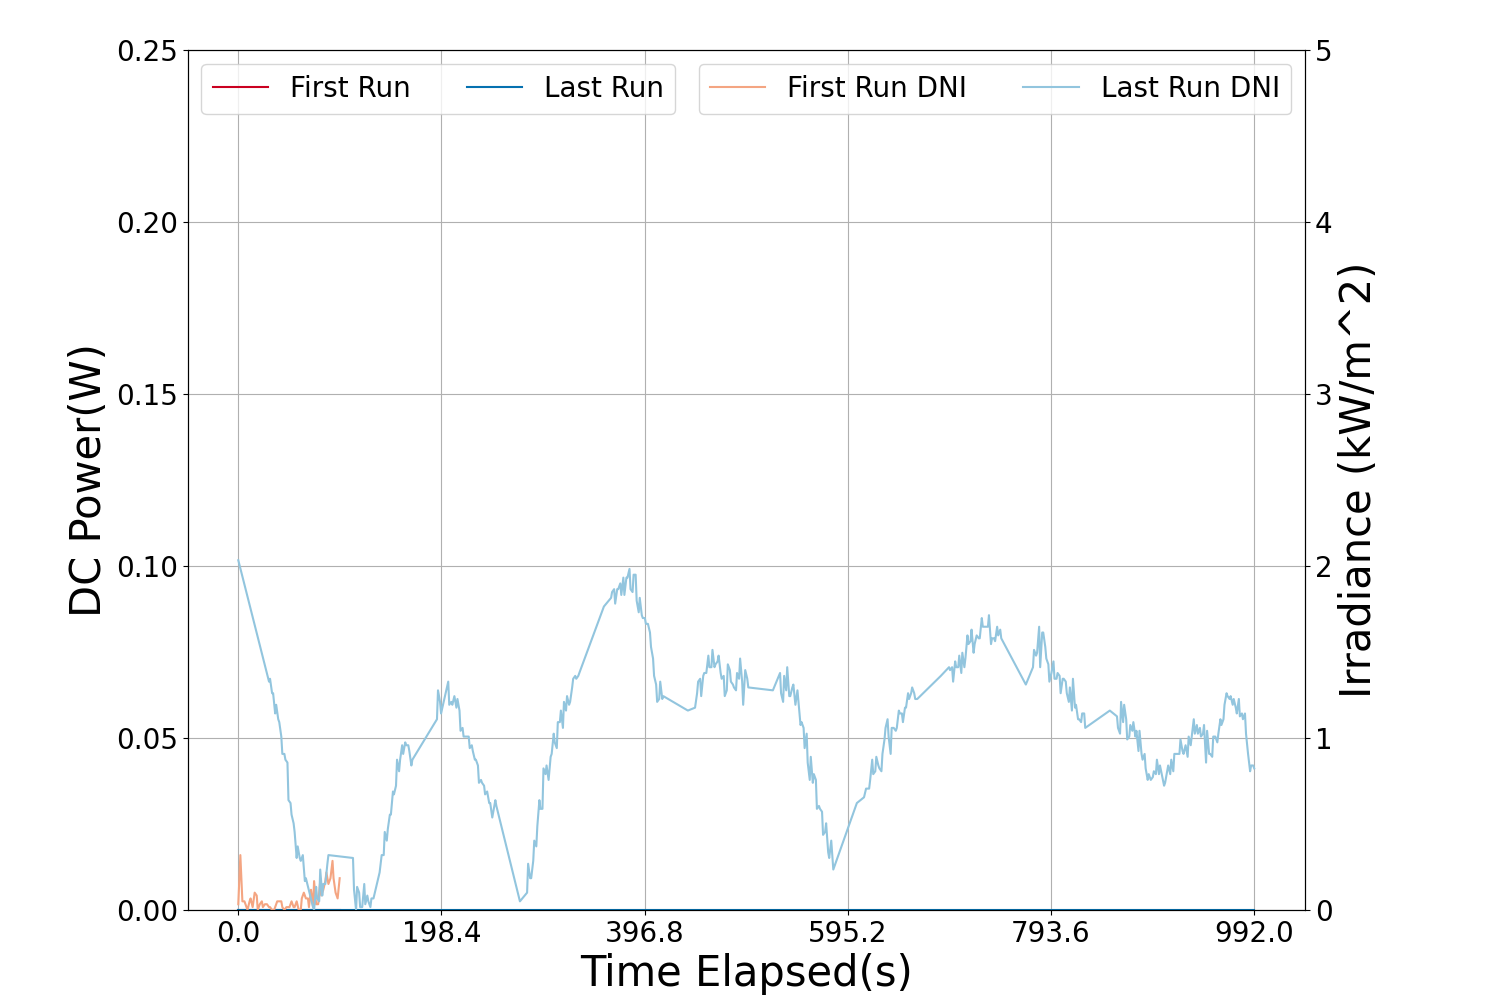 First Run
Last Run
First Run DNI
Last Run DNI
DC Power(W)
0.25
0.20
0.15
0.10
0.05
0.00
5
4
3
2
1
0
Irradiance (kW/m^2)
0.0
198.4
396.8
595.2
793.6
992.0
Time Elapsed(s)